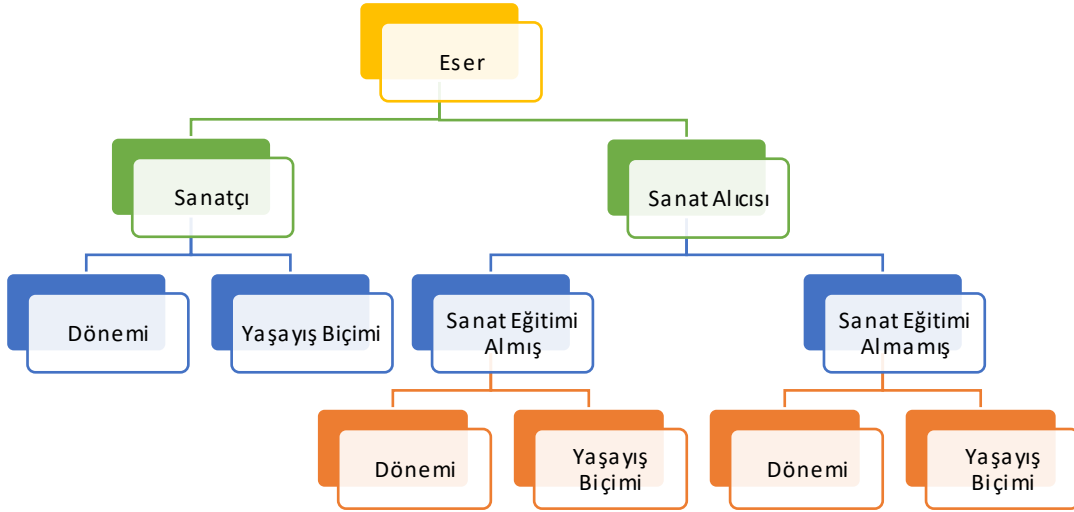 Eser
Sanatçı
Sanat Alıcısı
Dönemi
Yaşayış Biçimi
Sanat Eğitimi
Almış
Sanat Eğitimi
Almamış
Dönemi
Yaşayış
Biçimi
Dönemi
Yaşayış
Biçimi